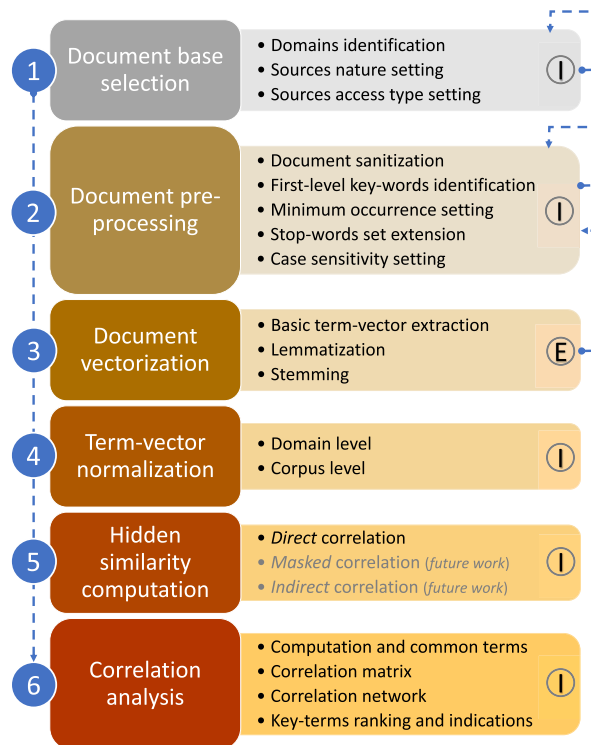 1
Document base
selection
• Domains identification
• Sources nature setting
• Sources access type setting
I
2
Document pre-
processing
• Document sanitization
• First-level key-words identification
• Minimum occurrence setting
• Stop-words set extension
• Case sensitivity setting
I
3
Document
vectorization
• Basic term-vector extraction
• Lemmatization
• Stemming
E
4
Term-vector
normalization
• Domain level
• Corpus level
I
5
Hidden
similarity
computation
• Direct correlation
• Masked correlation (future work)
• Indirect correlation (future work)
I
6
Correlation
analysis
• Computation and common terms
• Correlation matrix
• Correlation network
• Key-terms ranking and indications
I